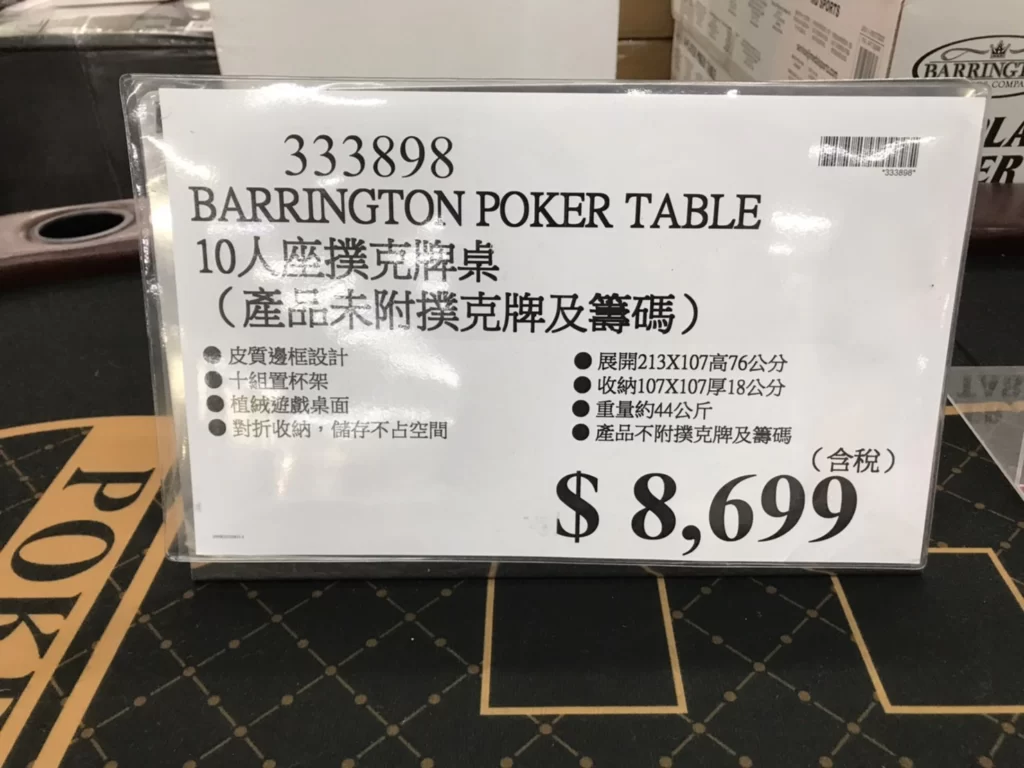 333898
*333898*
BARRINGTON POKER TABLE
10人座撲克牌桌
（產品未附撲克牌及籌碼）
● 皮質邊框設計
● 十組置杯架
● 植絨遊戲桌面
● 對折收納，儲存不占空間
● 展開213X107高76公分
● 收納107X107厚18公分
● 重量約44公斤
● 產品不附撲克牌及籌碼
（含稅）
$ 8,699
BARRINGT
POKE